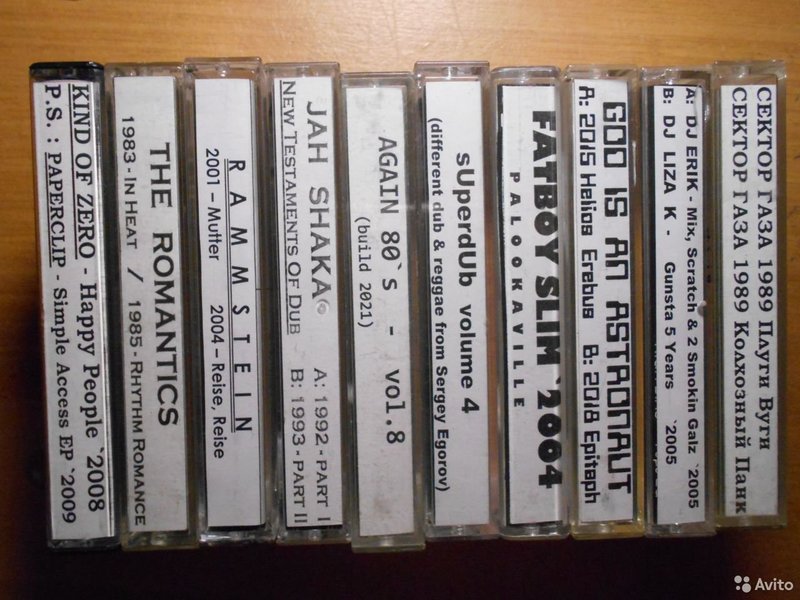 KIND OF ZERO - Happy People `2008
P.S. : PAPERCLIP - Simple Access EP `2009
THE ROMANTICS
1983 - IN HEAT / 1985 - RHYTHM ROMANCE
RAMMSTEIN
2001 – Mutter 2004 – Reise, Reise
JAH SHAKA
NEW TESTAMENTS OF DUB
A: 1992 - PART I
B: 1993 - PART II
AGAIN 80`s - vol.8
(build 2021)
sUperdUb volume 4
(different dub & reggae from Sergey Egorov)
FATBOY SLIM `2004
PALOOKAVILLE
GOD IS AN ASTRONAUT
A: 2015 Helios Erebus B: 2018 Epitaph
A: DJ ERIK - Mix, Scratch & 2 Smokin Galz `2005
B: DJ LIZA K - Gunsta 5 Years `2005
СЕКТОР ГАЗА 1989 Плуги Вуги
СЕКТОР ГАЗА 1989 Колхозный Панк
Avito